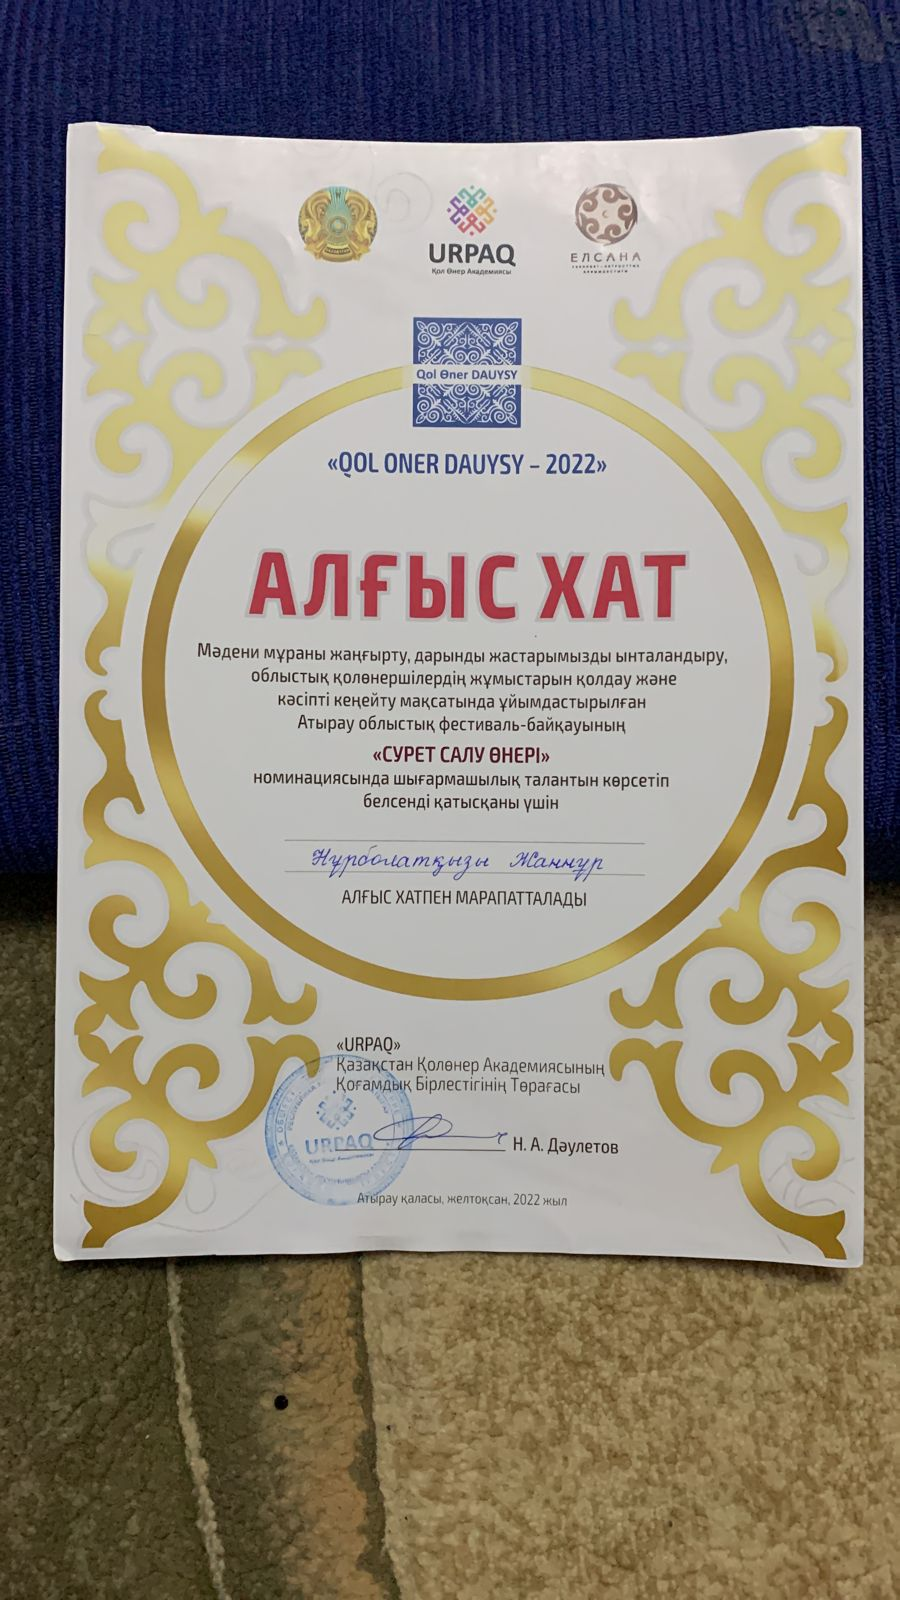 URPAQ
Қол Өнер Академиясы
ЕЛСАНА
Qol Өner DAUYSY
«QOL ONER DAUYSY – 2022»
АЛҒЫС ХАТ
Мәдени мұраны жаңғырту, дарынды жастарымызды ынталандыру,
облыстық қолөнершілердің жұмыстарын қолдау және
кәсіпті кеңейту мақсатында ұйымдастырылған
Атырау облыстық фестиваль-байқауының
«СУРЕТ САЛУ ӨНЕРІ»
номинациясында шығармашылық талантын көрсетіп
белсенді қатысқаны үшін
Нұрболатқызы Жаннұр
АЛҒЫС ХАТПЕН МАРАПАТТАЛАДЫ
«URPAQ»
Қазақстан Қолөнер Академиясының
Қоғамдық Бірлестігінің Төрағасы
URPAQ
Н. А. Дәулетов
Атырау қаласы, желтоқсан, 2022 жыл